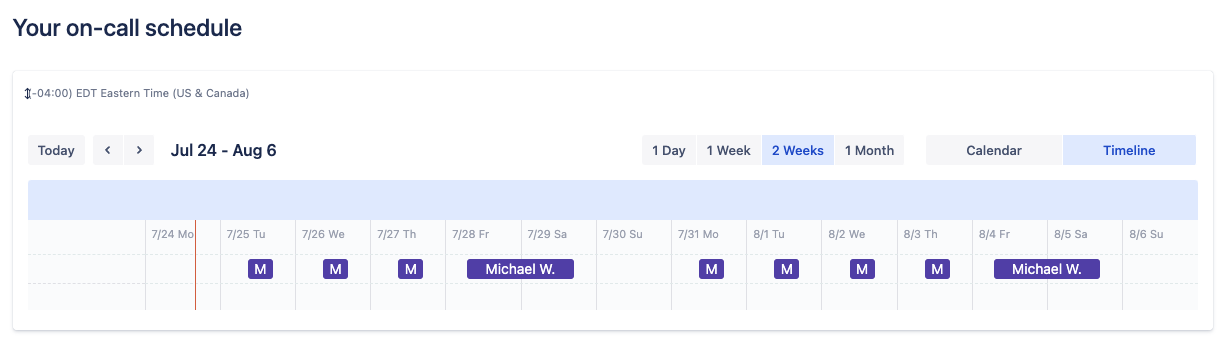 Your on-call schedule
-04:00) EDT Eastern Time (US & Canada)
Today < > Jul 24 - Aug 6 1 Day 1 Week 2 Weeks 1 Month Calendar Timeline
7/24 Mo 7/25 Tu 7/26 We 7/27 Th 7/28 Fr 7/29 Sa 7/30 Su 7/31 Mo 8/1 Tu 8/2 We 8/3 Th 8/4 Fr 8/5 Sa 8/6 Su
M M M Michael W. M M M M Michael W.